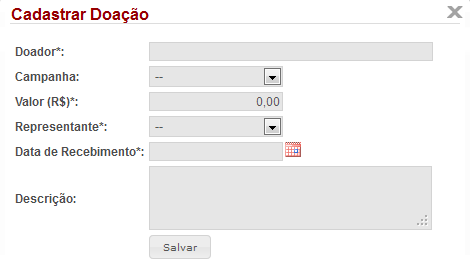 Cadastrar Doação
Doador*:
Campanha: --
Valor (R$)*: 0,00
Representante*: --
Data de Recebimento*:
Descrição:
Salvar